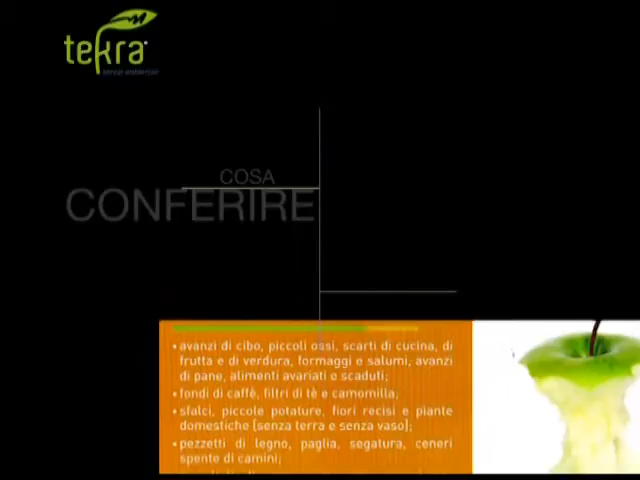 tekra
servizi ambientali
COSA
CONFERIRE
• avanzi di cibo, piccoli ossi, scarti di cucina, di
frutta e di verdura, formaggi e salumi, avanzi
di pane, alimenti avariati e scaduti;
• fondi di caffè, filtri di tè e camomilla;
• sfalci, piccole potature, fiori recisi e piante
domestiche [senza terra e senza vaso];
• pezzetti di legno, paglia, segatura, ceneri
spente di camini;